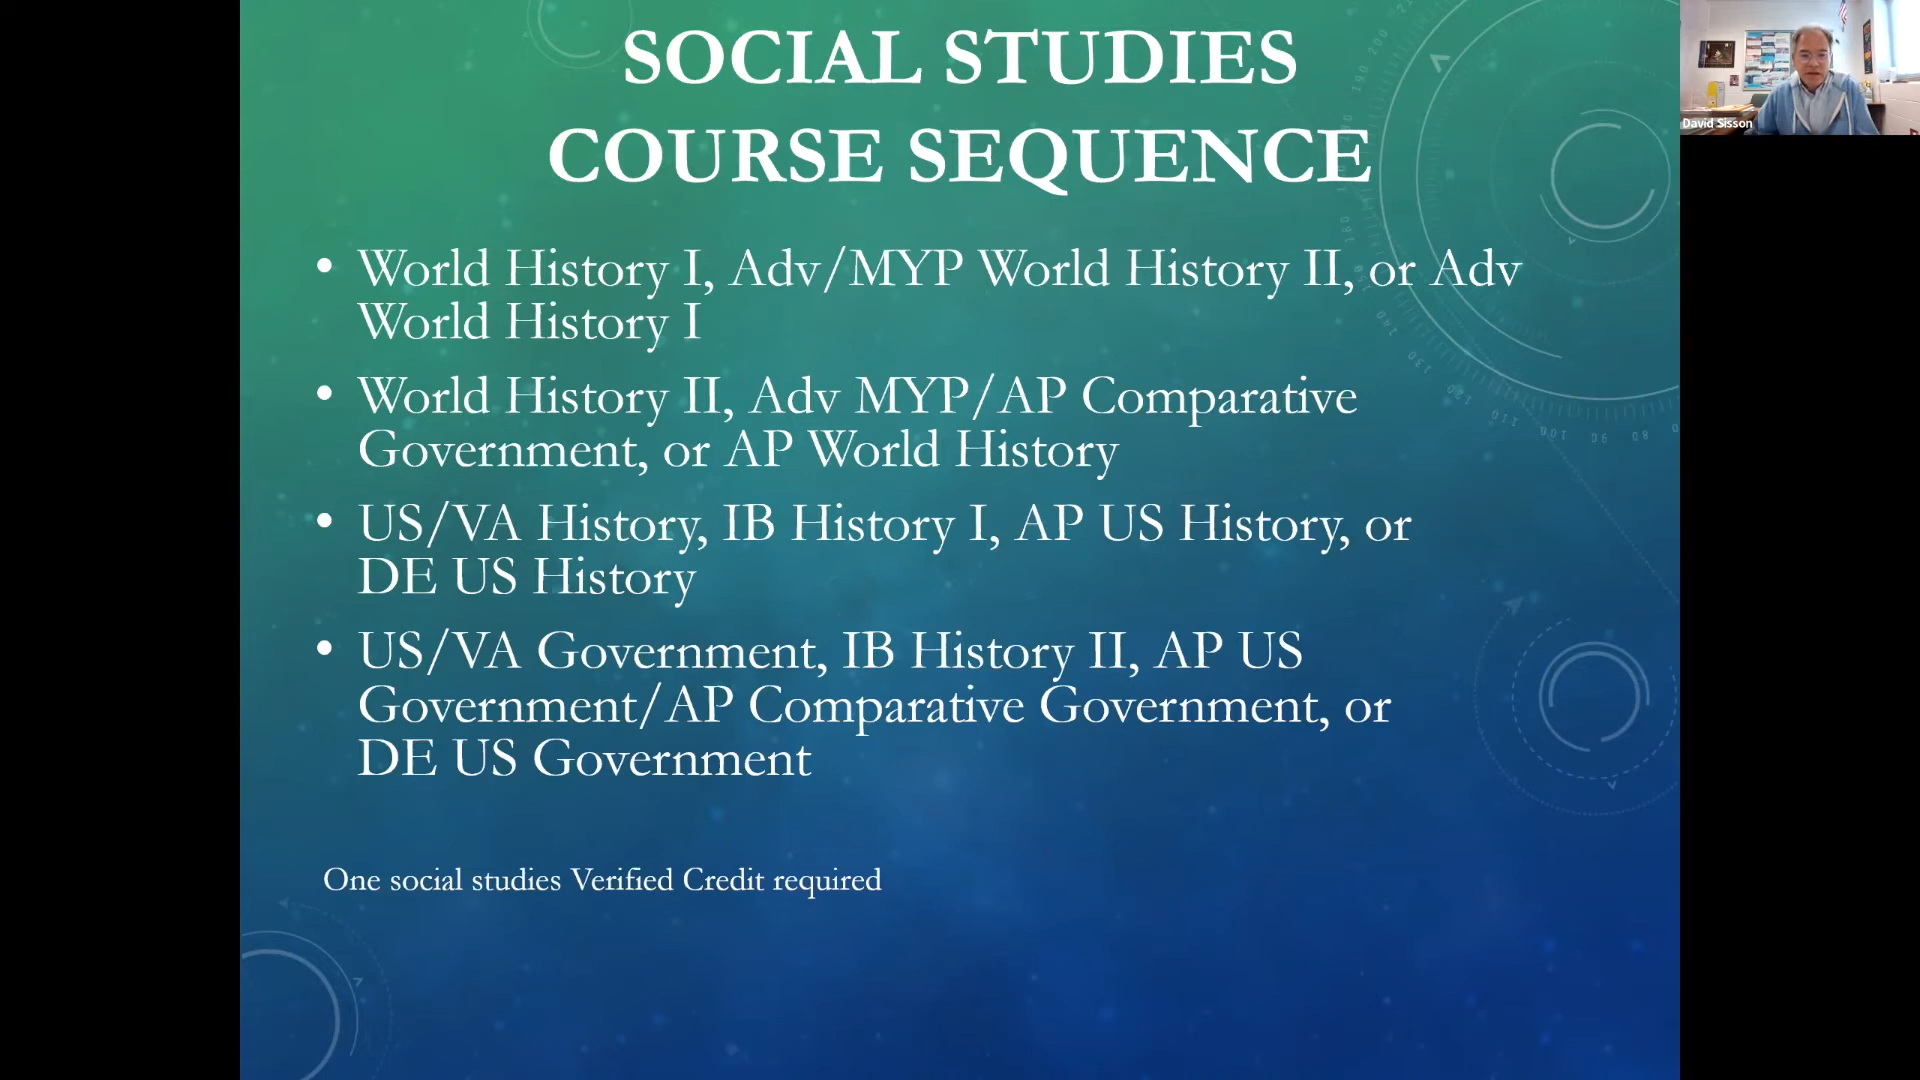 SOCIAL STUDIES
COURSE SEQUENCE
• World History I, Adv/MYP World History II, or Adv
World History I
• World History II, Adv MYP/AP Comparative
Government, or AP World History
• US/VA History, IB History I, AP US History, or
DE US History
• US/VA Government, IB History II, AP US
Government/AP Comparative Government, or
DE US Government
One social studies Verified Credit required
David Sisson